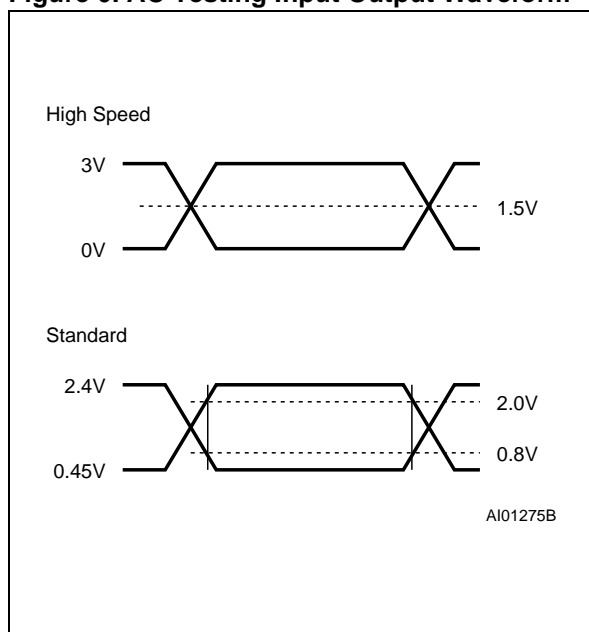 Figure AC Testing Input Output Waveform
High Speed
3V
1.5V
0V
Standard
2.4V
2.0V
0.8V
0.45V
AI01275B